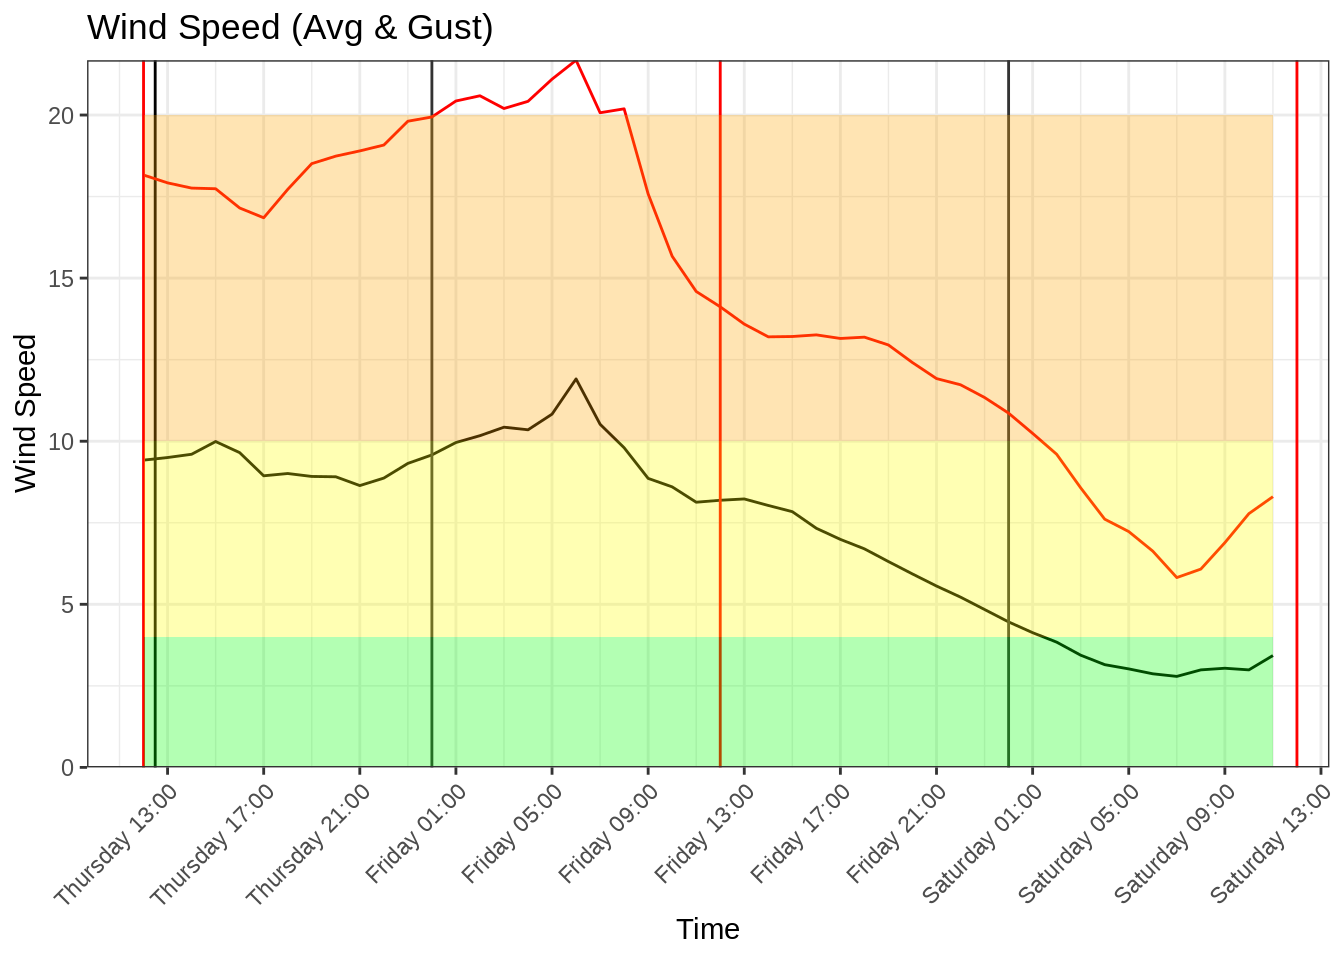 Wind Speed (Avg & Gust)
Wind Speed
20
15
10
5
0
Thursday 13:00
Thursday 17:00
Thursday 21:00
Friday 01:00
Friday 05:00
Friday 09:00
Friday 13:00
Friday 17:00
Friday 21:00
Saturday 01:00
Saturday 05:00
Saturday 09:00
Saturday 13:00
Time